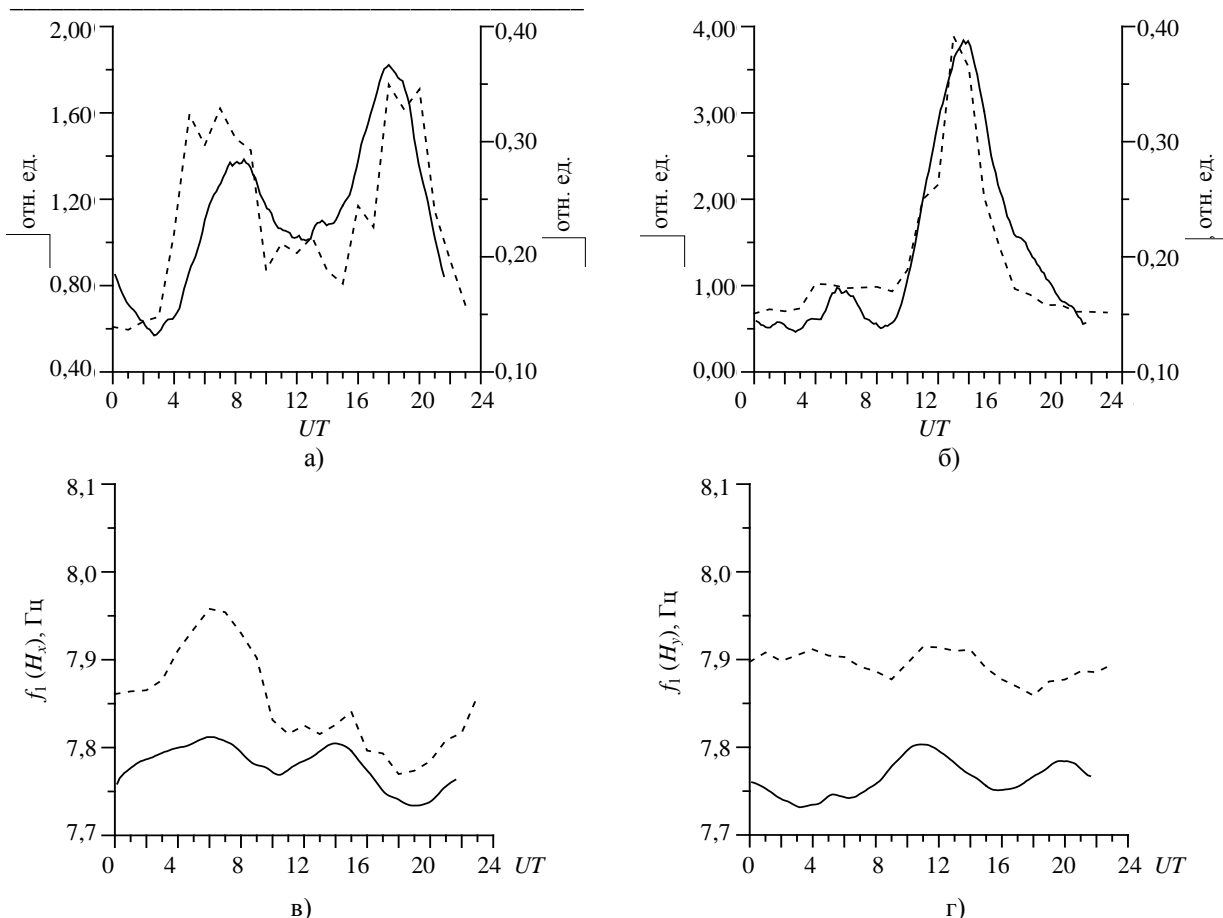 2,00
1,60
1,20
0,80
0,40
отн. ед.
0,40
0,30
0,20
0,10
отн. ед.
0 4 8 12 16 20 24
UT
а)
4,00
3,00
2,00
1,00
0,00
отн. ед.
0,40
0,30
0,20
0,10
отн. ед.
0 4 8 12 16 20 24
UT
б)
8,1
8,0
7,9
7,8
7,7
f₁ (Hₓ), Гц
0 4 8 12 16 20 24 UT
в)
8,1
8,0
7,9
7,8
7,7
f₁ (Hᵧ), Гц
0 4 8 12 16 20 24 UT
г)